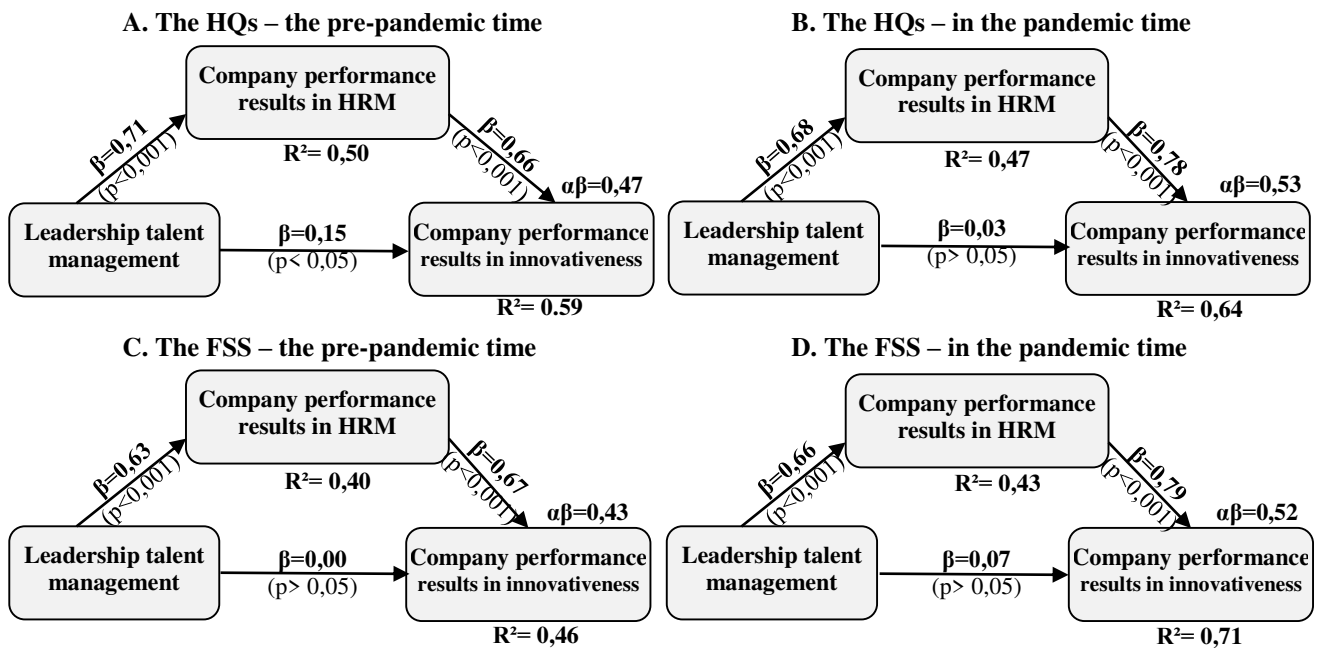 A. The HQs – the pre-pandemic time
Company performance
results in HRM
β=0,71
(p<0,001)
β=0,66
(p<0,001)
R²= 0,50
αβ=0,47
Leadership talent
management
β=0,15
(p< 0,05)
Company performance
results in innovativeness
R²= 0.59
B. The HQs – in the pandemic time
Company performance
results in HRM
β=0,68
(p<0,001)
β=0,78
(p<0,001)
R²= 0,47
αβ=0,53
Leadership talent
management
β=0,03
(p> 0,05)
Company performance
results in innovativeness
R²= 0,64
C. The FSS – the pre-pandemic time
Company performance
results in HRM
β=0,63
(p<0,001)
β=0,67
(p<0,001)
R²= 0,40
αβ=0,43
Leadership talent
management
β=0,00
(p> 0,05)
Company performance
results in innovativeness
R²= 0,46
D. The FSS – in the pandemic time
Company performance
results in HRM
β=0,66
(p<0,001)
β=0,79
(p<0,001)
R²= 0,43
αβ=0,52
Leadership talent
management
β=0,07
(p> 0,05)
Company performance
results in innovativeness
R²= 0,71